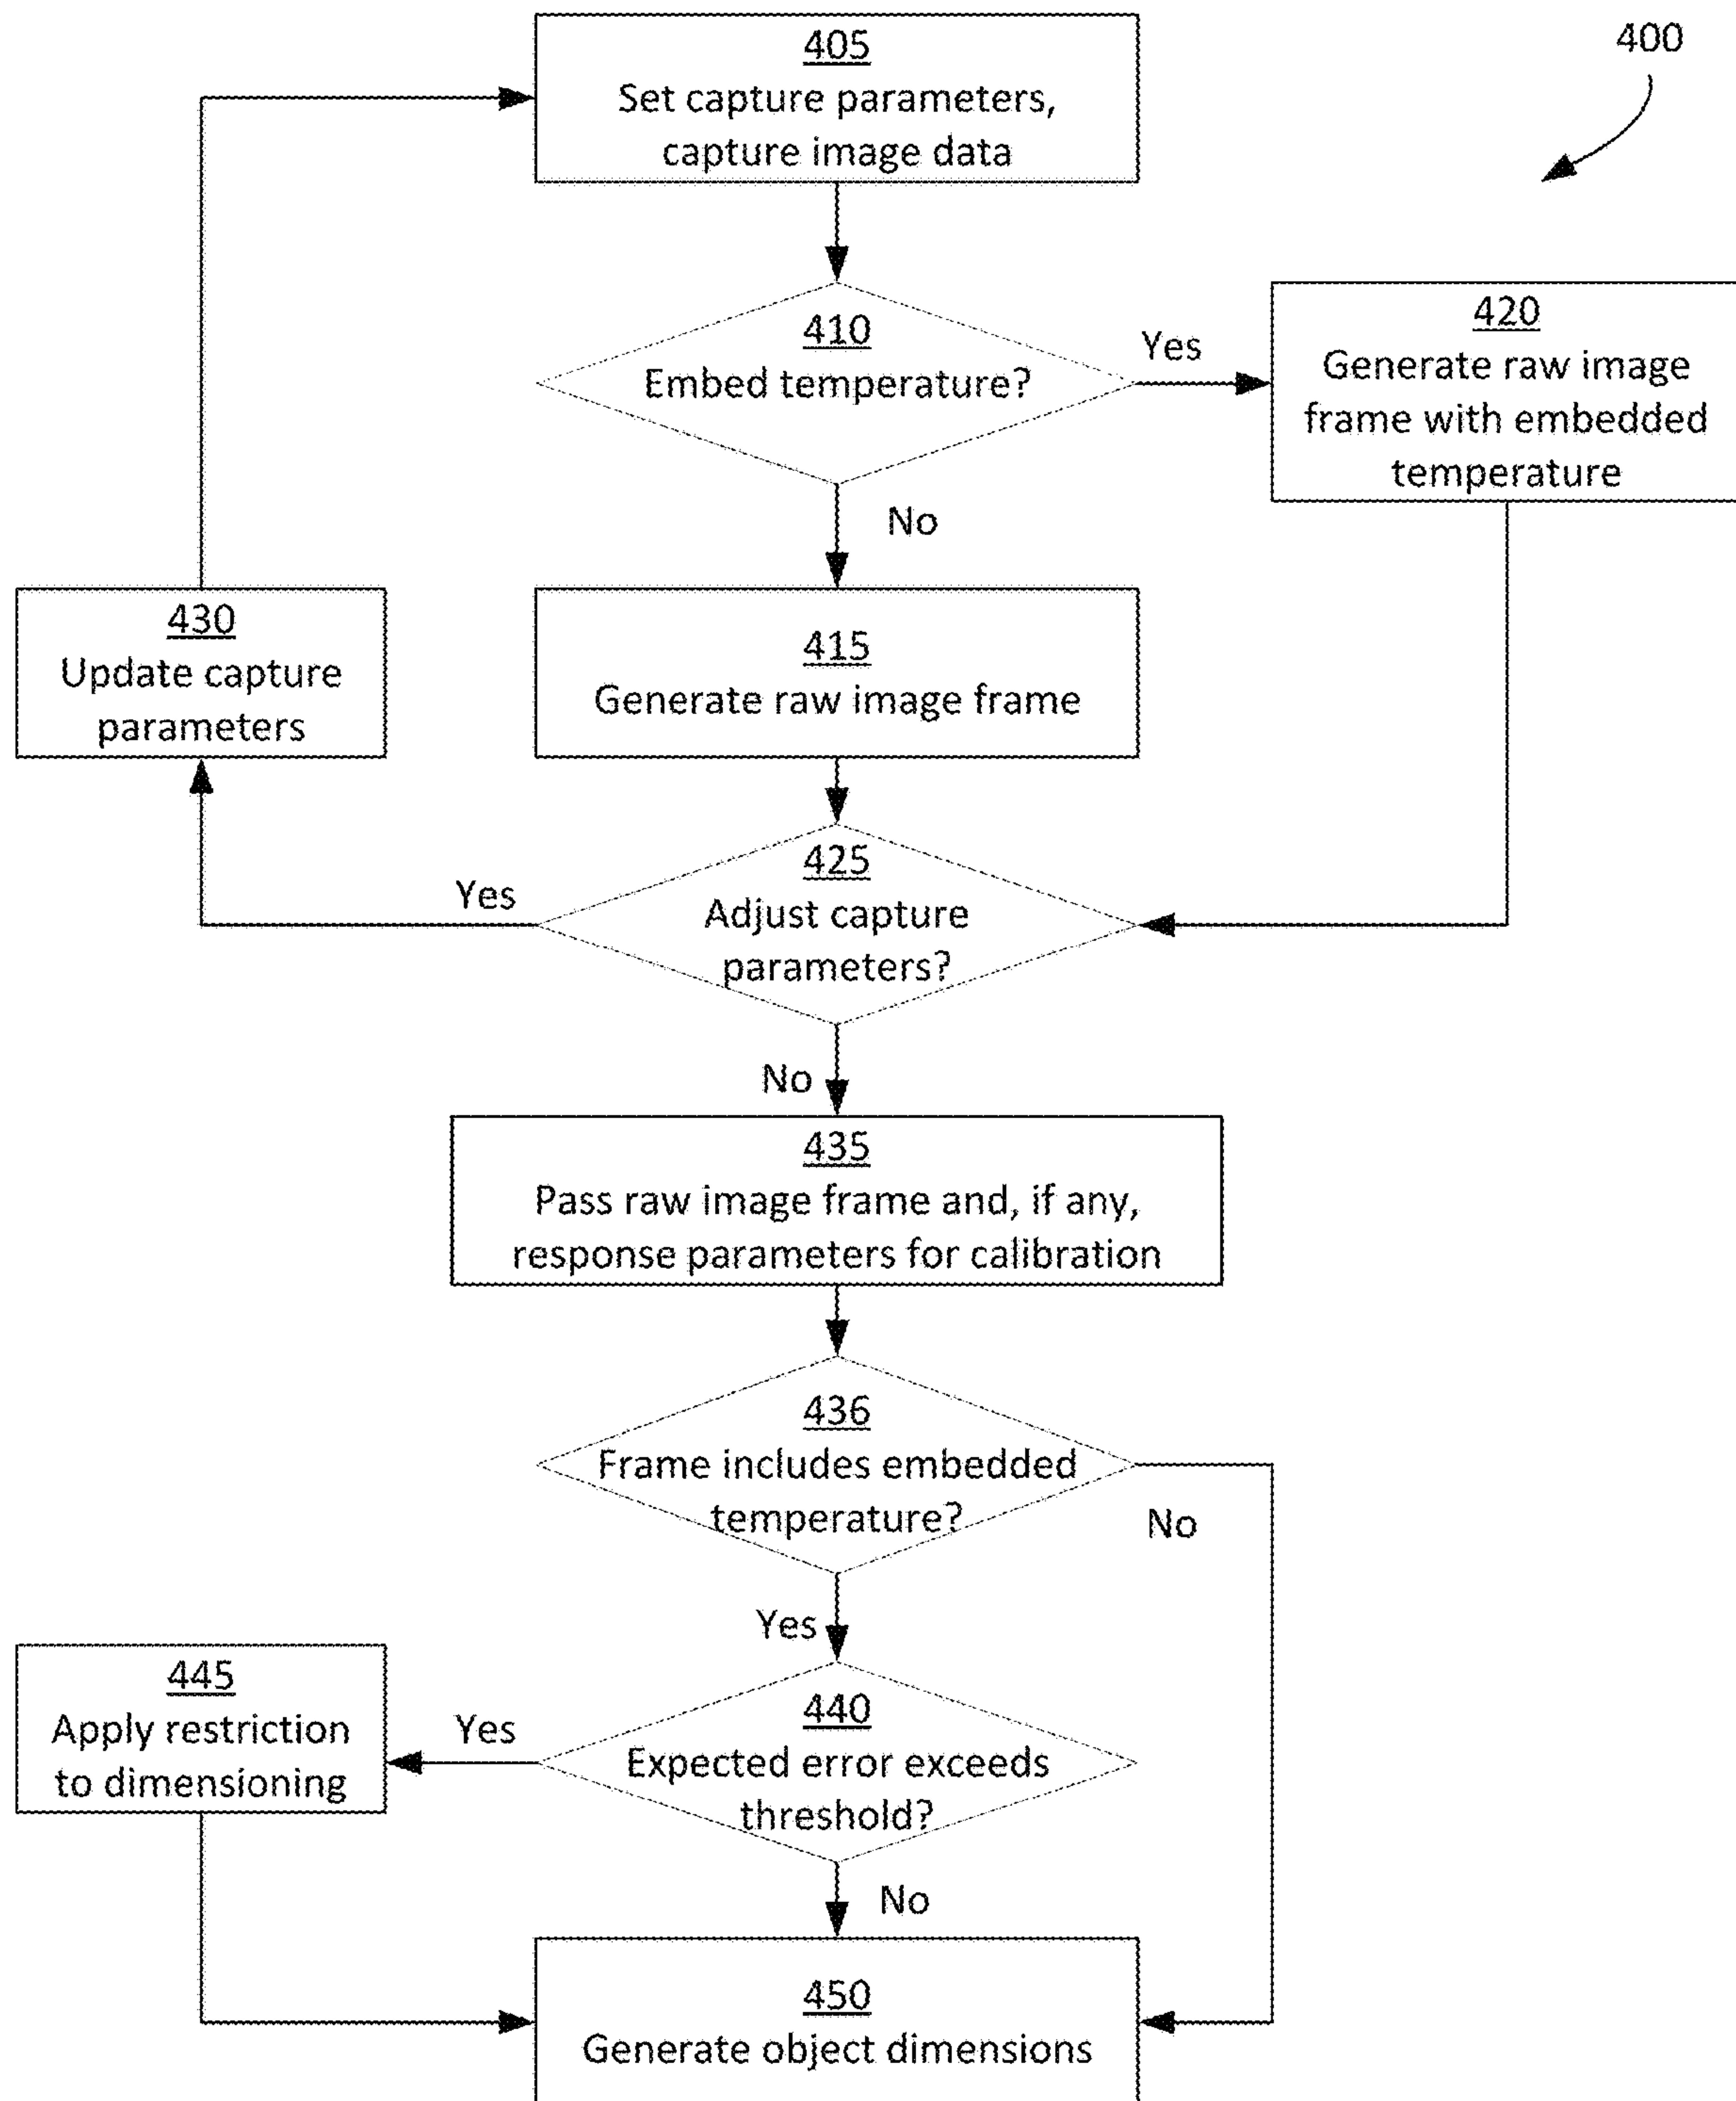 400
405
Set capture parameters,
capture image data
410
Embed temperature?
Yes
No
420
Generate raw image
frame with embedded
temperature
430
Update capture
parameters
415
Generate raw image frame
425
Adjust capture
parameters?
Yes
No
435
Pass raw image frame and, if any,
response parameters for calibration
436
Frame includes embedded
temperature?
No
Yes
440
Expected error exceeds
threshold?
Yes
No
445
Apply restriction
to dimensioning
450
Generate object dimensions